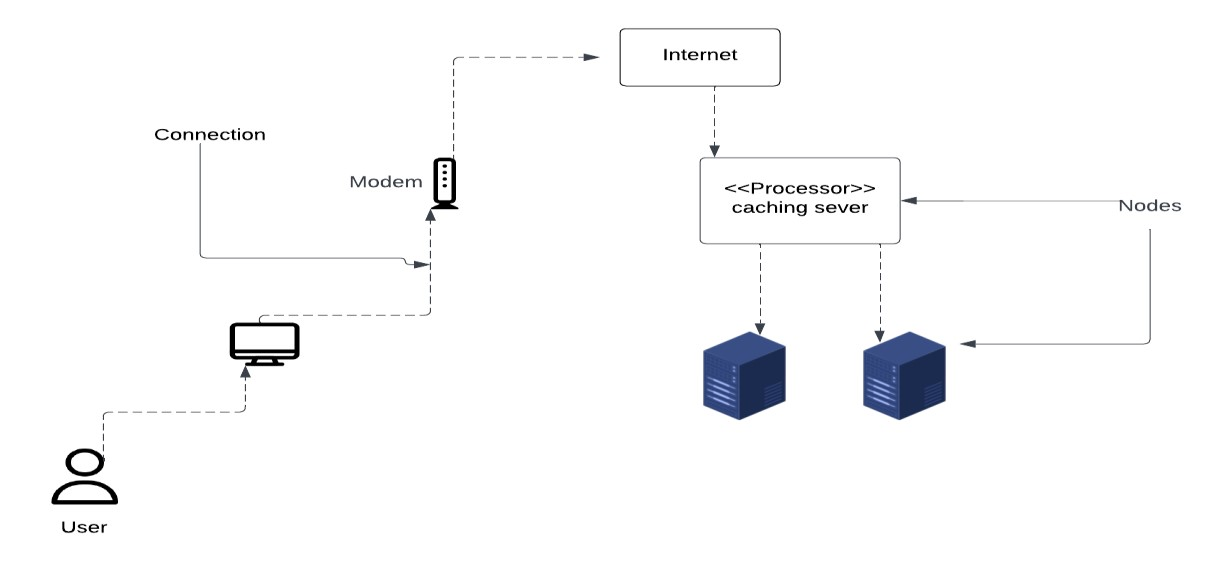 Internet
Connection
Modem
<<Processor>>
caching sever
Nodes
User